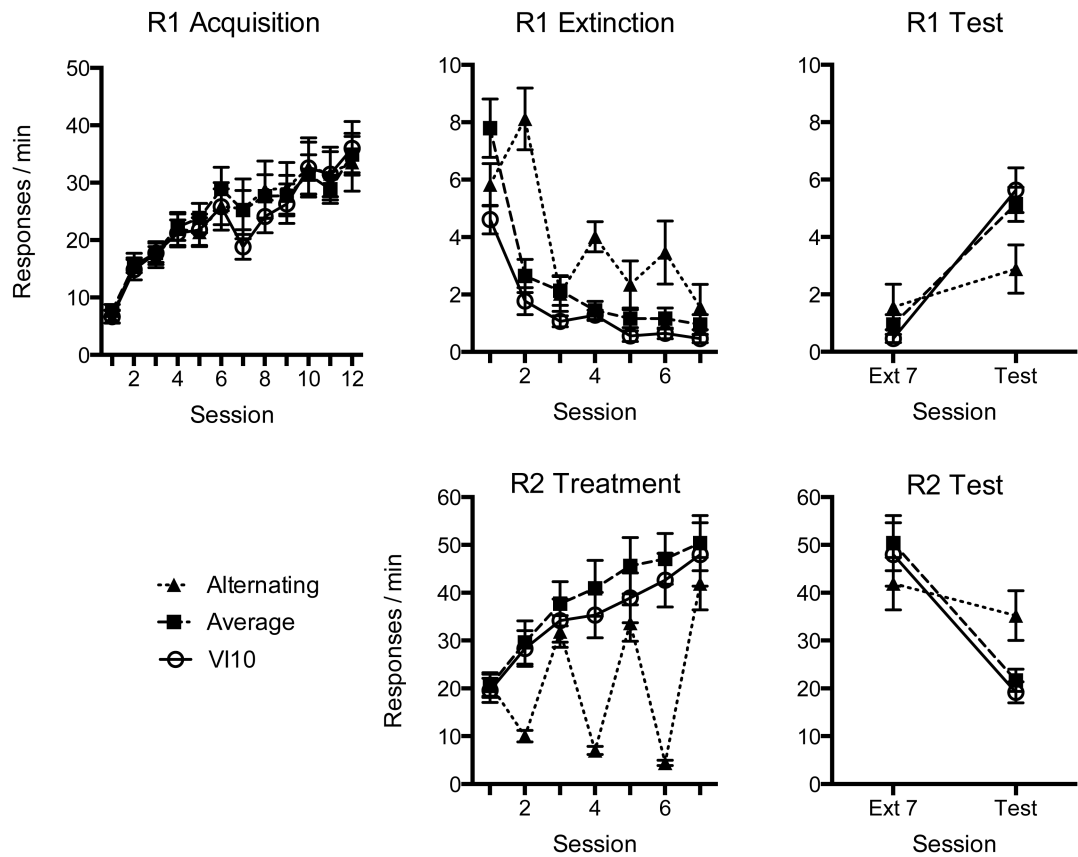 R1 Acquisition
R1 Extinction
R1 Test
50
40
30
20
10
0
Responses / min
2 4 6 8 10 12
Session
10
8
6
4
2
0
2 4 6
Session
10
8
6
4
2
0
Ext 7 Test
Session
Alternating
Average
VI10
R2 Treatment
R2 Test
60
50
40
30
20
10
0
Responses / min
2 4 6
Session
60
50
40
30
20
10
0
Ext 7 Test
Session